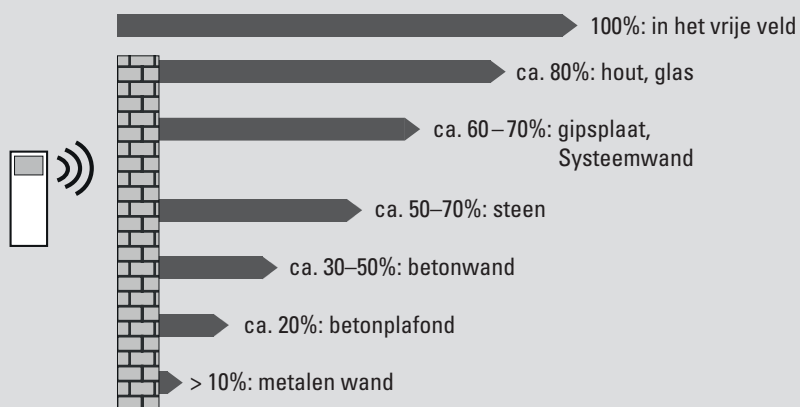 100%: in het vrije veld
ca. 80%: hout, glas
ca. 60–70%: gipsplaat,
Systeemwand
ca. 50–70%: steen
ca. 30–50%: betonwand
ca. 20%: betonplafond
> 10%: metalen wand